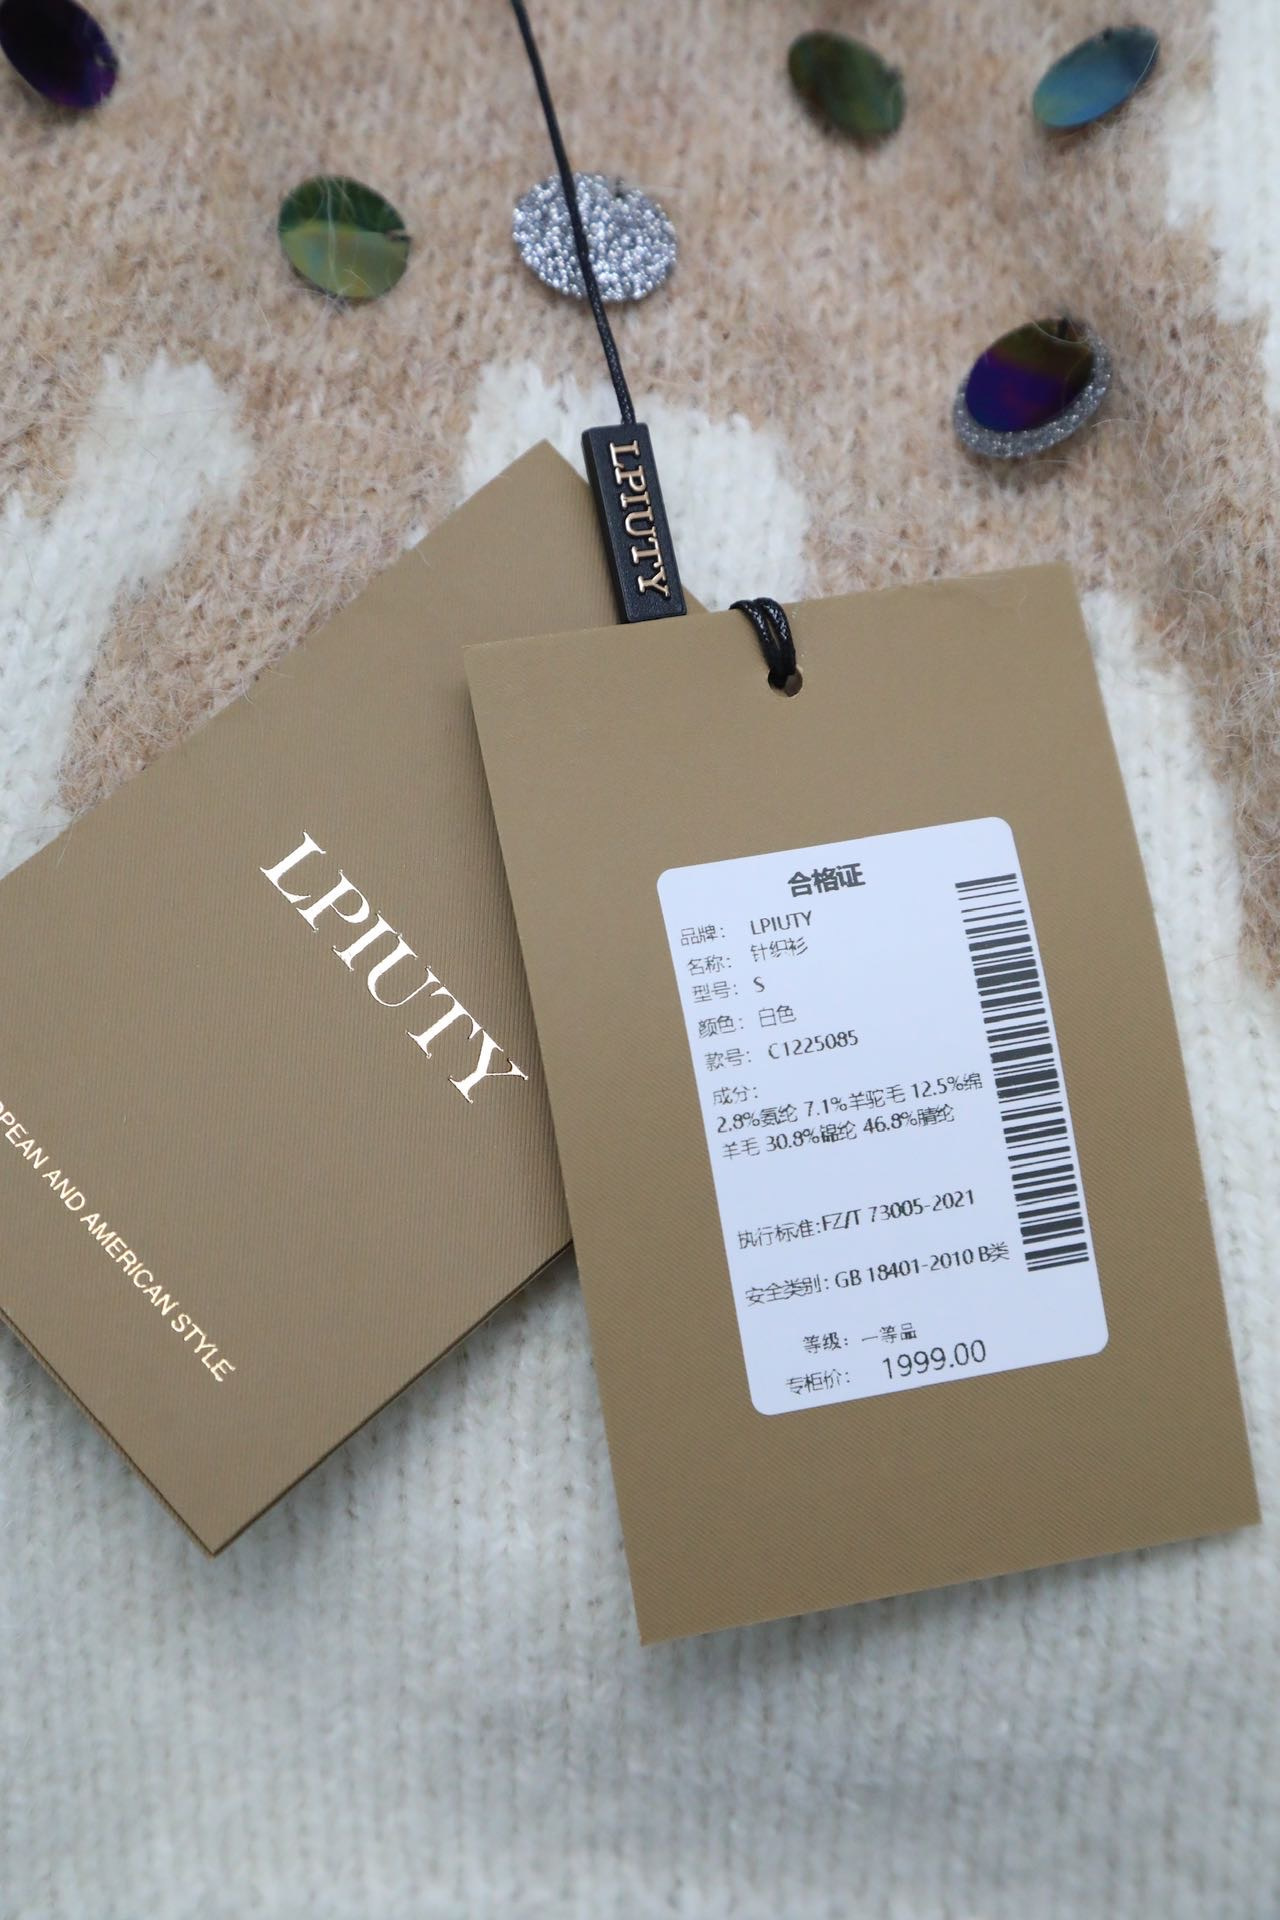 LPIUTY
LPIUTY
PEAN AND AMERICAN STYLE
合格证
品牌: LPIUTY
名称: 针织衫
型号: S
颜色: 白色
款号: C1225085
成分:
2.8%氨纶 7.1%羊驼毛 12.5%绵
羊毛 30.8%锦纶 46.8%腈纶
执行标准:FZ/T 73005-2021
安全类别: GB 18401-2010 B类
等级: 一等品
专柜价: 1999.00